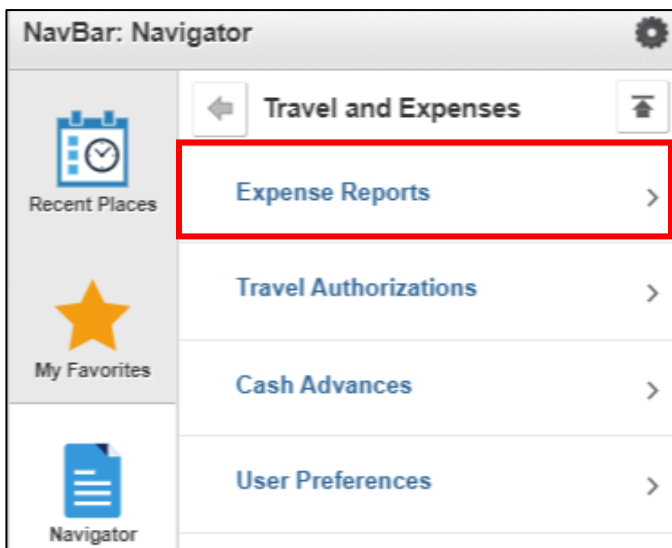 NavBar: Navigator
Travel and Expenses
Recent Places
Expense Reports
Travel Authorizations
My Favorites
Cash Advances
Navigator
User Preferences